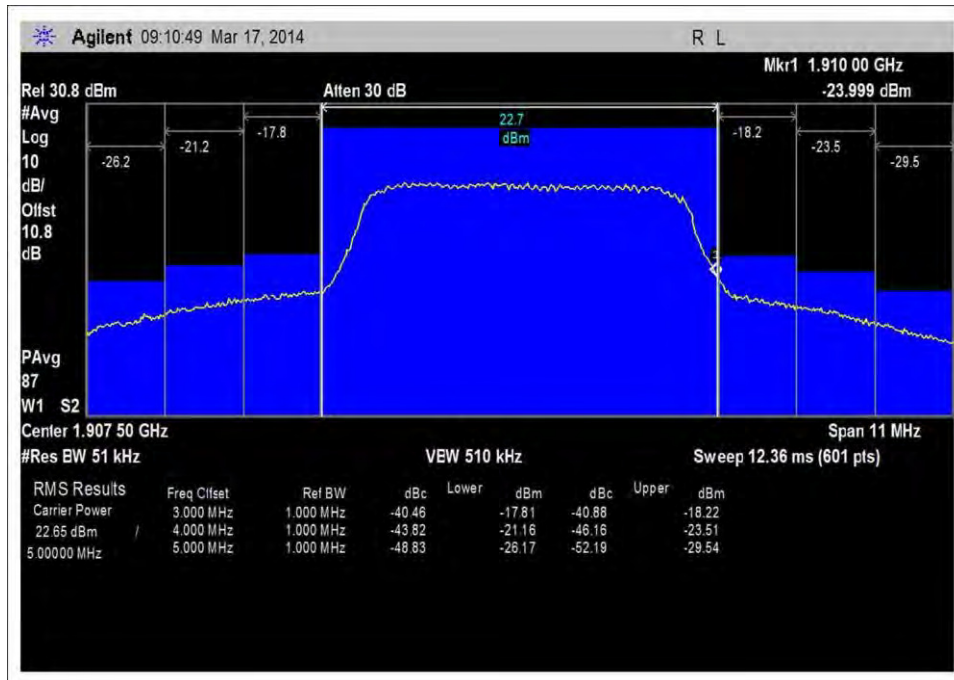 Agilent 09:10:49 Mar 17, 2014 R L
Mkr1 1.910 00 GHz
Ref 30.8 dBm Atten 30 dB -23.999 dBm
#Avg
Log
10
dB/
Offst
10.8
dB
-26.2 -21.2 -17.8 22.7 dBm -18.2 -23.5 -29.5
PAvg
87
W1 S2
Center 1.907 50 GHz Span 11 MHz
#Res BW 51 kHz VBW 510 kHz Sweep 12.36 ms (601 pts)
RMS Results Freq Offset Ref BW dBc Lower dBm dBc Upper dBm
Carrier Power 3.000 MHz 1.000 MHz -40.46 -17.81 -40.88 -18.22
22.65 dBm / 4.000 MHz 1.000 MHz -43.82 -21.16 -46.16 -23.51
5.00000 MHz 5.000 MHz 1.000 MHz -48.83 -26.17 -52.19 -29.54